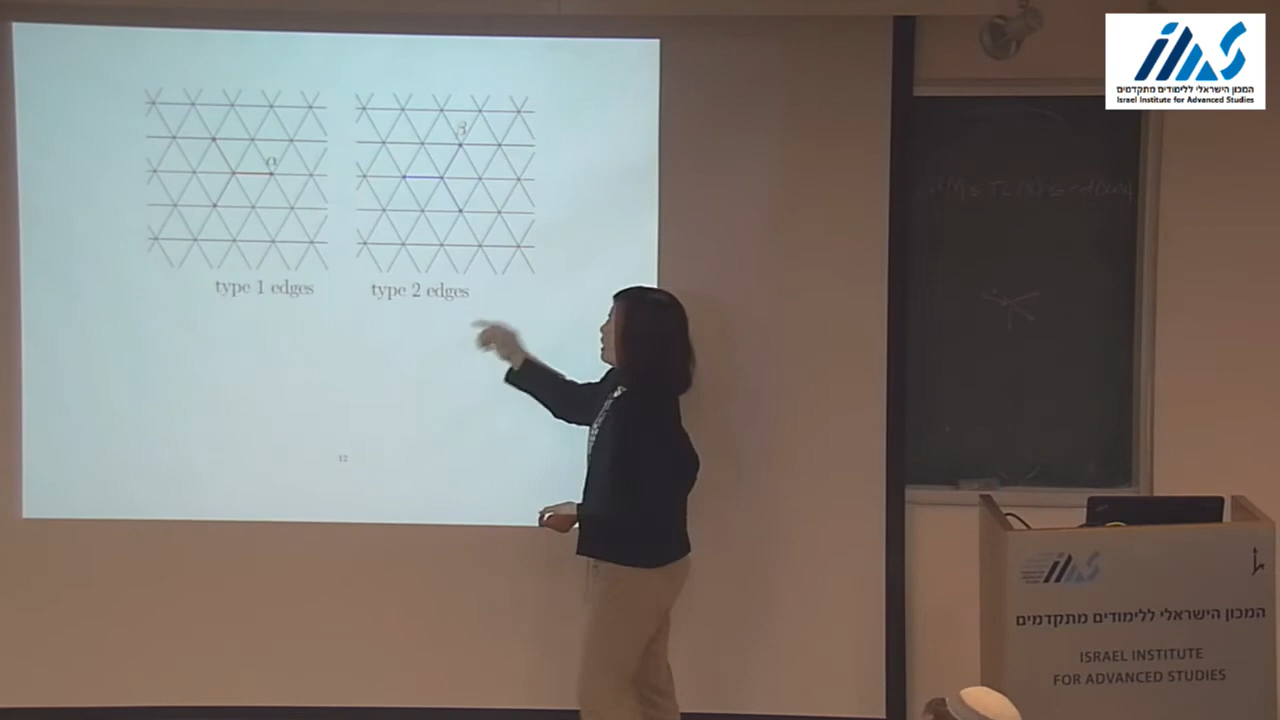 α
β
type 1 edges
type 2 edges
12
המכון הישראלי ללימודים מתקדמים
Israel Institute for Advanced Studies
המכון הישראלי ללימודים מתקדמים
ISRAEL INSTITUTE
FOR ADVANCED STUDIES